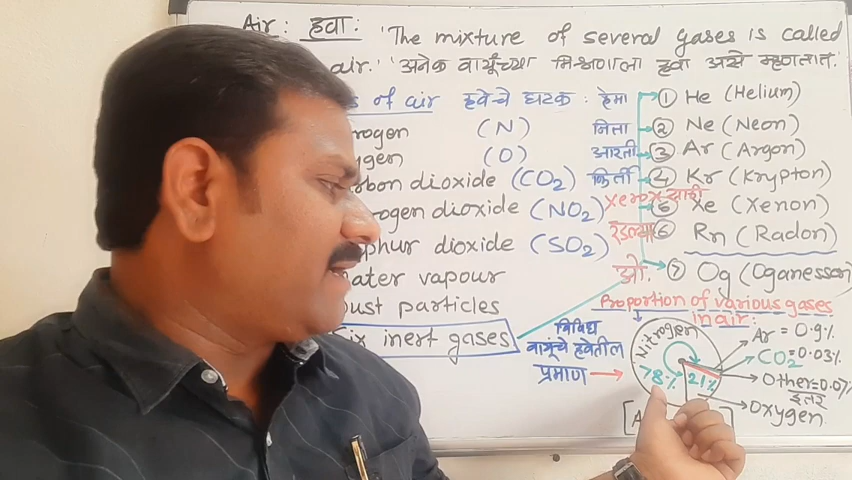 Air: हवा: 'The mixture of several gases is called
air.' 'अनेक वायूंच्या मिश्रणाला हवा असे म्हणतात.'
of air हवेचे घटक:
rogen (N)
ygen (O)
rbon dioxide (CO2)
rogen dioxide (NO2)
phur dioxide (SO2)
ater vapour
ust particles
ix inert gases
हेमा ① He (Helium)
निता ② Ne (Neon)
आरती ③ Ar (Argon)
किर्ती ④ Kr (Krypton)
Xerox सारी ⑤ Xe (Xenon)
रडल्या ⑥ Rn (Radon)
ओ. ⑦ Og (Oganesson)
Proportion of various gases
in air:
विविध
वायूंचे हवेतील
प्रमाण
Nitrogen
78%
21%
Ar = 0.9%
CO2 = 0.03%
Other = 0.07%
इतर
Oxygen